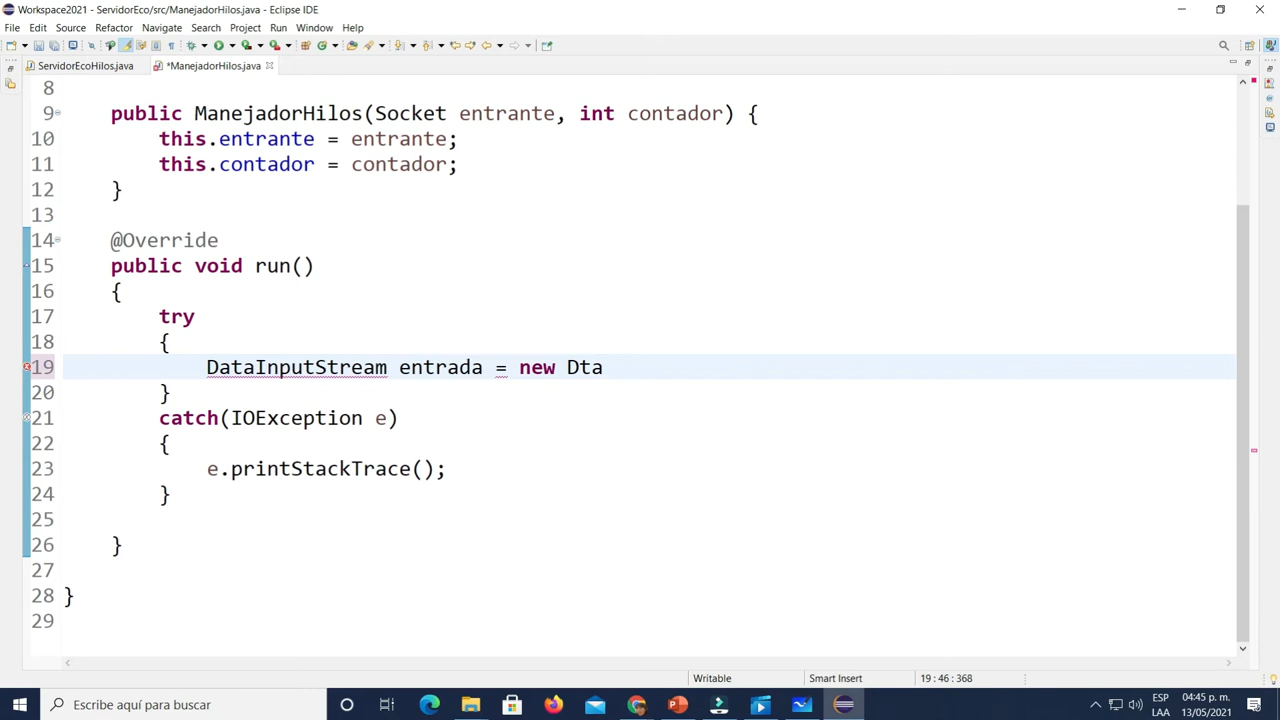 Workspace2021 - ServidorEco/src/ManejadorHilos.java - Eclipse IDE
File Edit Source Refactor Navigate Search Project Run Window Help
ServidorEcoHilos.java *ManejadorHilos.java
8
9 public ManejadorHilos(Socket entrante, int contador) {
10 this.entrante = entrante;
11 this.contador = contador;
12 }
13
14 @Override
15 public void run()
16 {
17 try
18 {
19 DataInputStream entrada = new Dta
20 }
21 catch(IOException e)
22 {
23 e.printStackTrace();
24 }
25
26 }
27
28 }
29
Writable Smart Insert 19 : 46 : 368
Escribe aquí para buscar
ESP 04:45 p. m.
LAA 13/05/2021